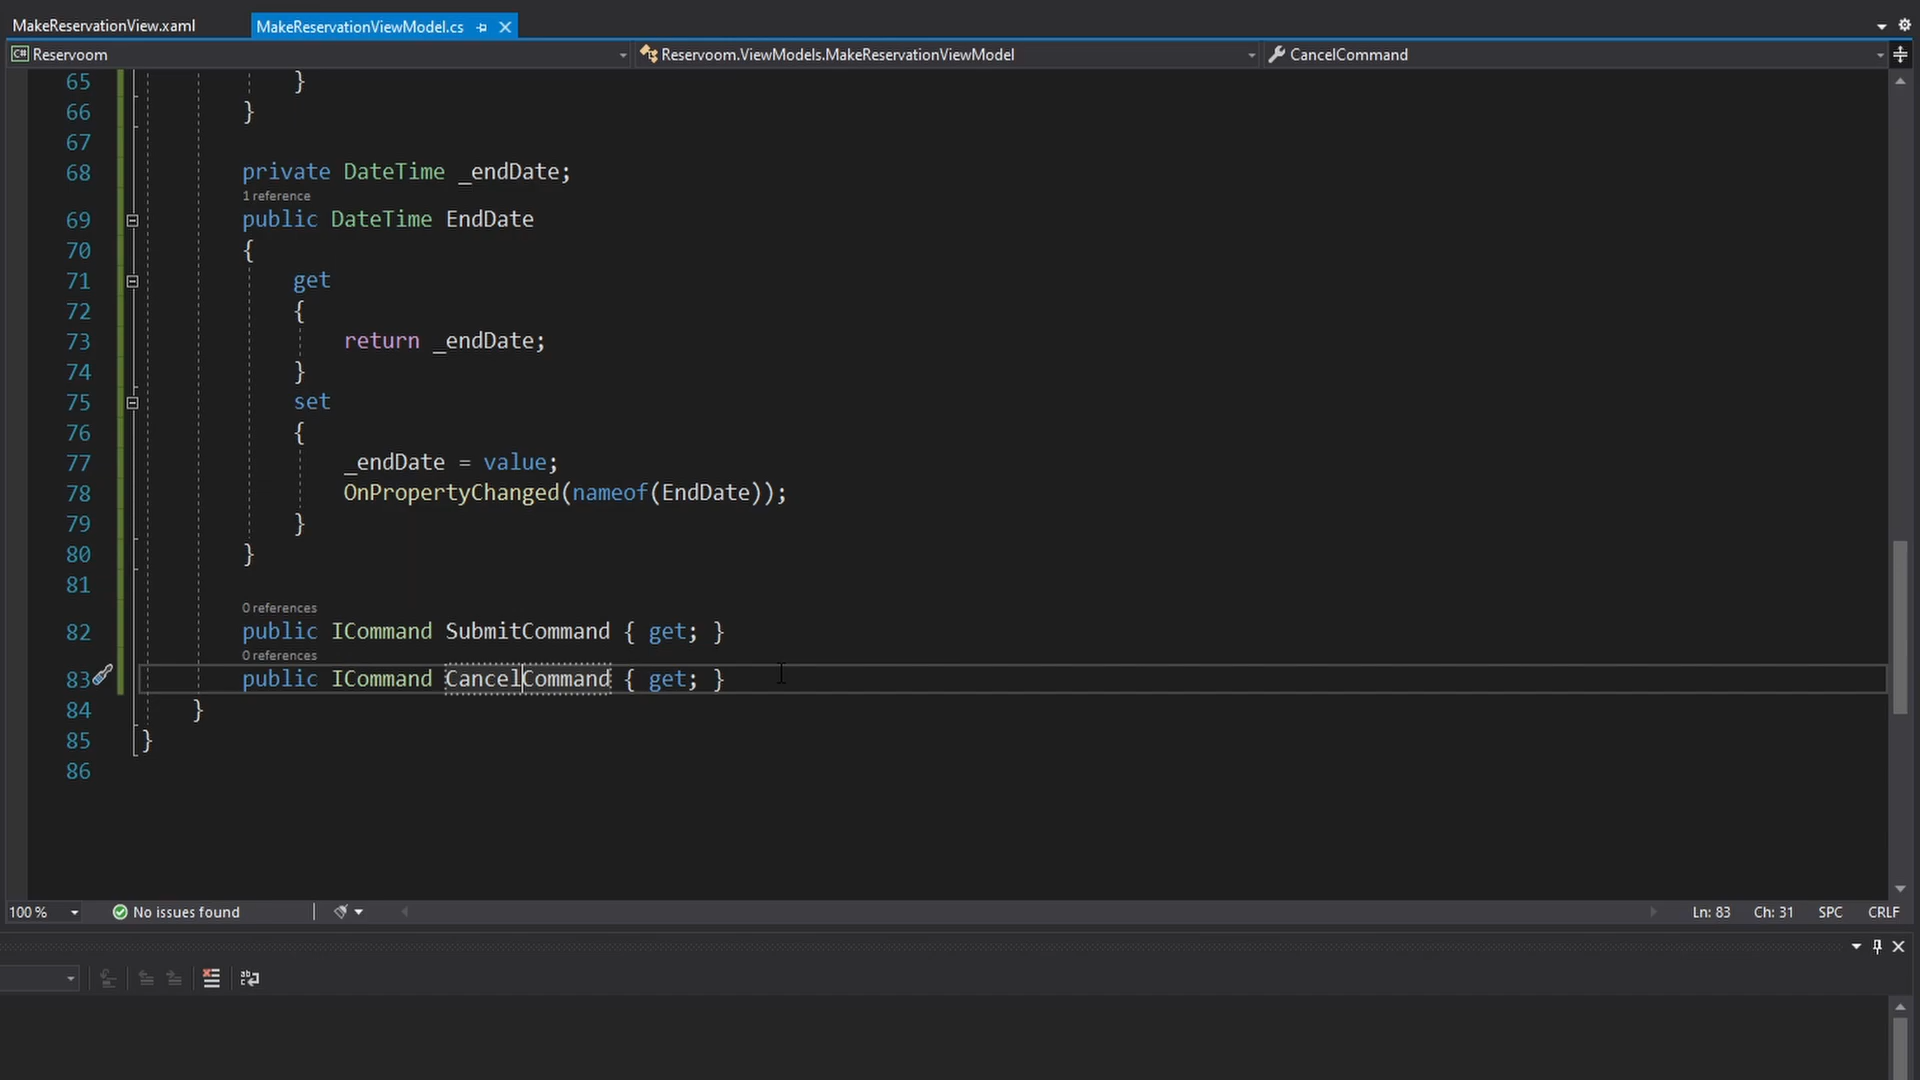 MakeReservationView.xaml
MakeReservationViewModel.cs
C# Reservoom
Reservoom.ViewModels.MakeReservationViewModel
CancelCommand
65 }
66 }
67
68 private DateTime _endDate;
1 reference
69 public DateTime EndDate
70 {
71 get
72 {
73 return _endDate;
74 }
75 set
76 {
77 _endDate = value;
78 OnPropertyChanged(nameof(EndDate));
79 }
80 }
81
0 references
82 public ICommand SubmitCommand { get; }
0 references
83 public ICommand CancelCommand { get; }
84 }
85 }
86
100 %
No issues found
Ln: 83 Ch: 31 SPC CRLF